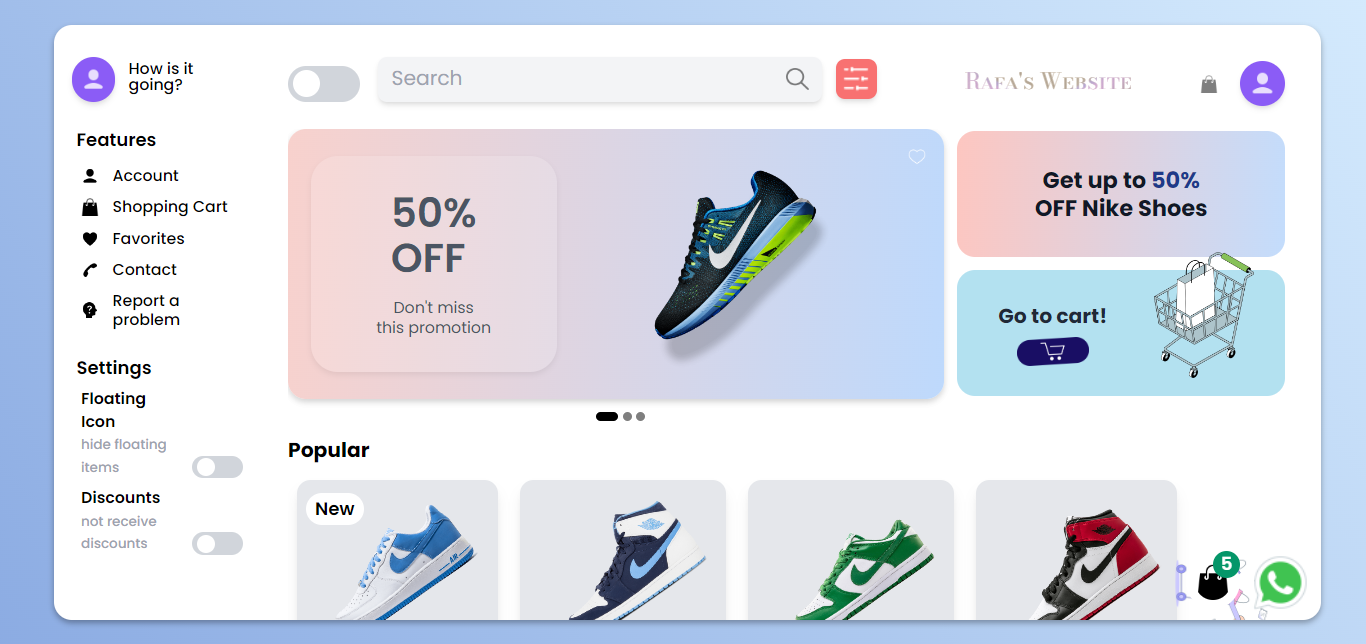 How is it
going?
Search
RAFA'S WEBSITE
Features
Account
Shopping Cart
Favorites
Contact
Report a
problem
Settings
Floating
Icon
hide floating
items
Discounts
not receive
discounts
50%
OFF
Don't miss
this promotion
Get up to 50%
OFF Nike Shoes
Go to cart!
Popular
New
AIR
5